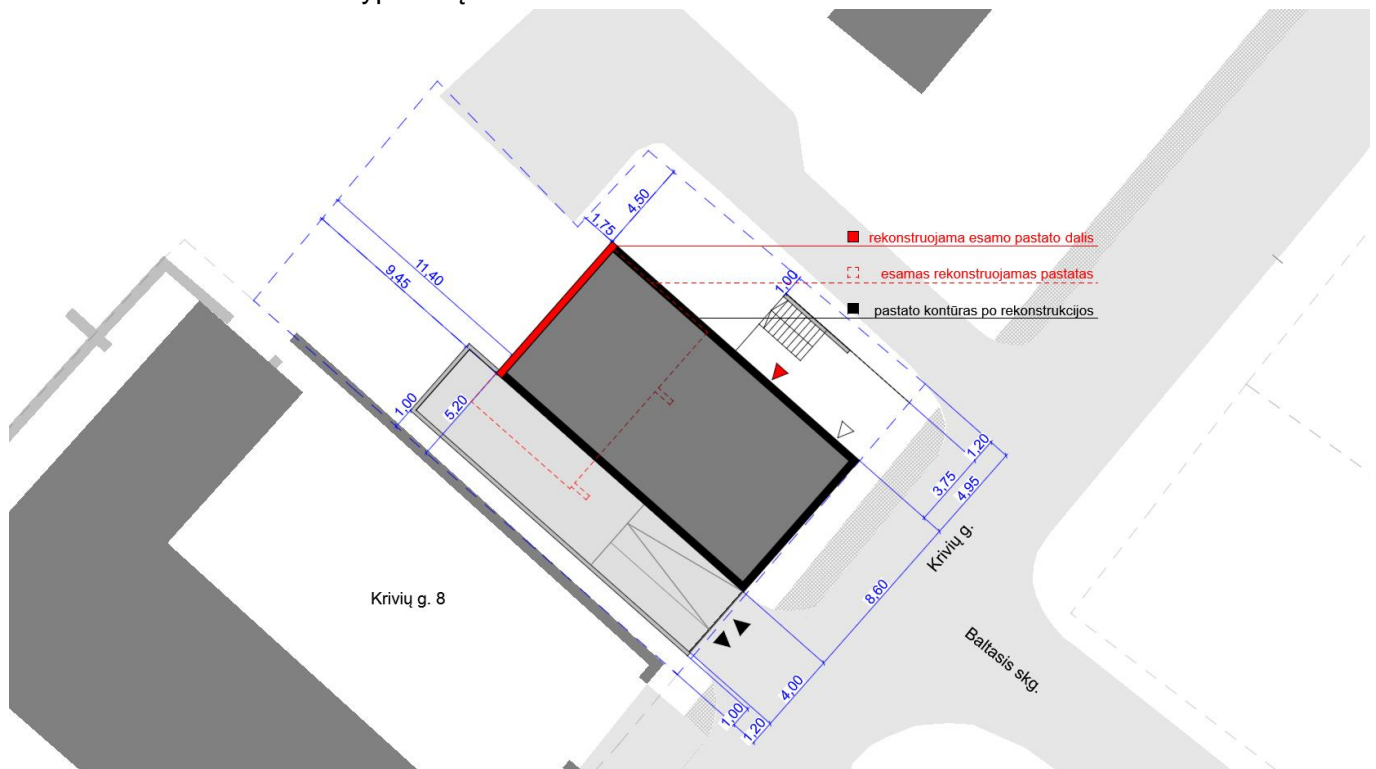 4,50
1,75
rekonstruojama esamo pastato dalis
11,40
9,45
esamas rekonstruojamas pastatas
1,00
pastato kontūras po rekonstrukcijos
1,00
5,20
1,20
3,75
4,95
Krivių g.
8,60
Krivių g. 8
Baltasis skg.
4,00
1,00
1,20